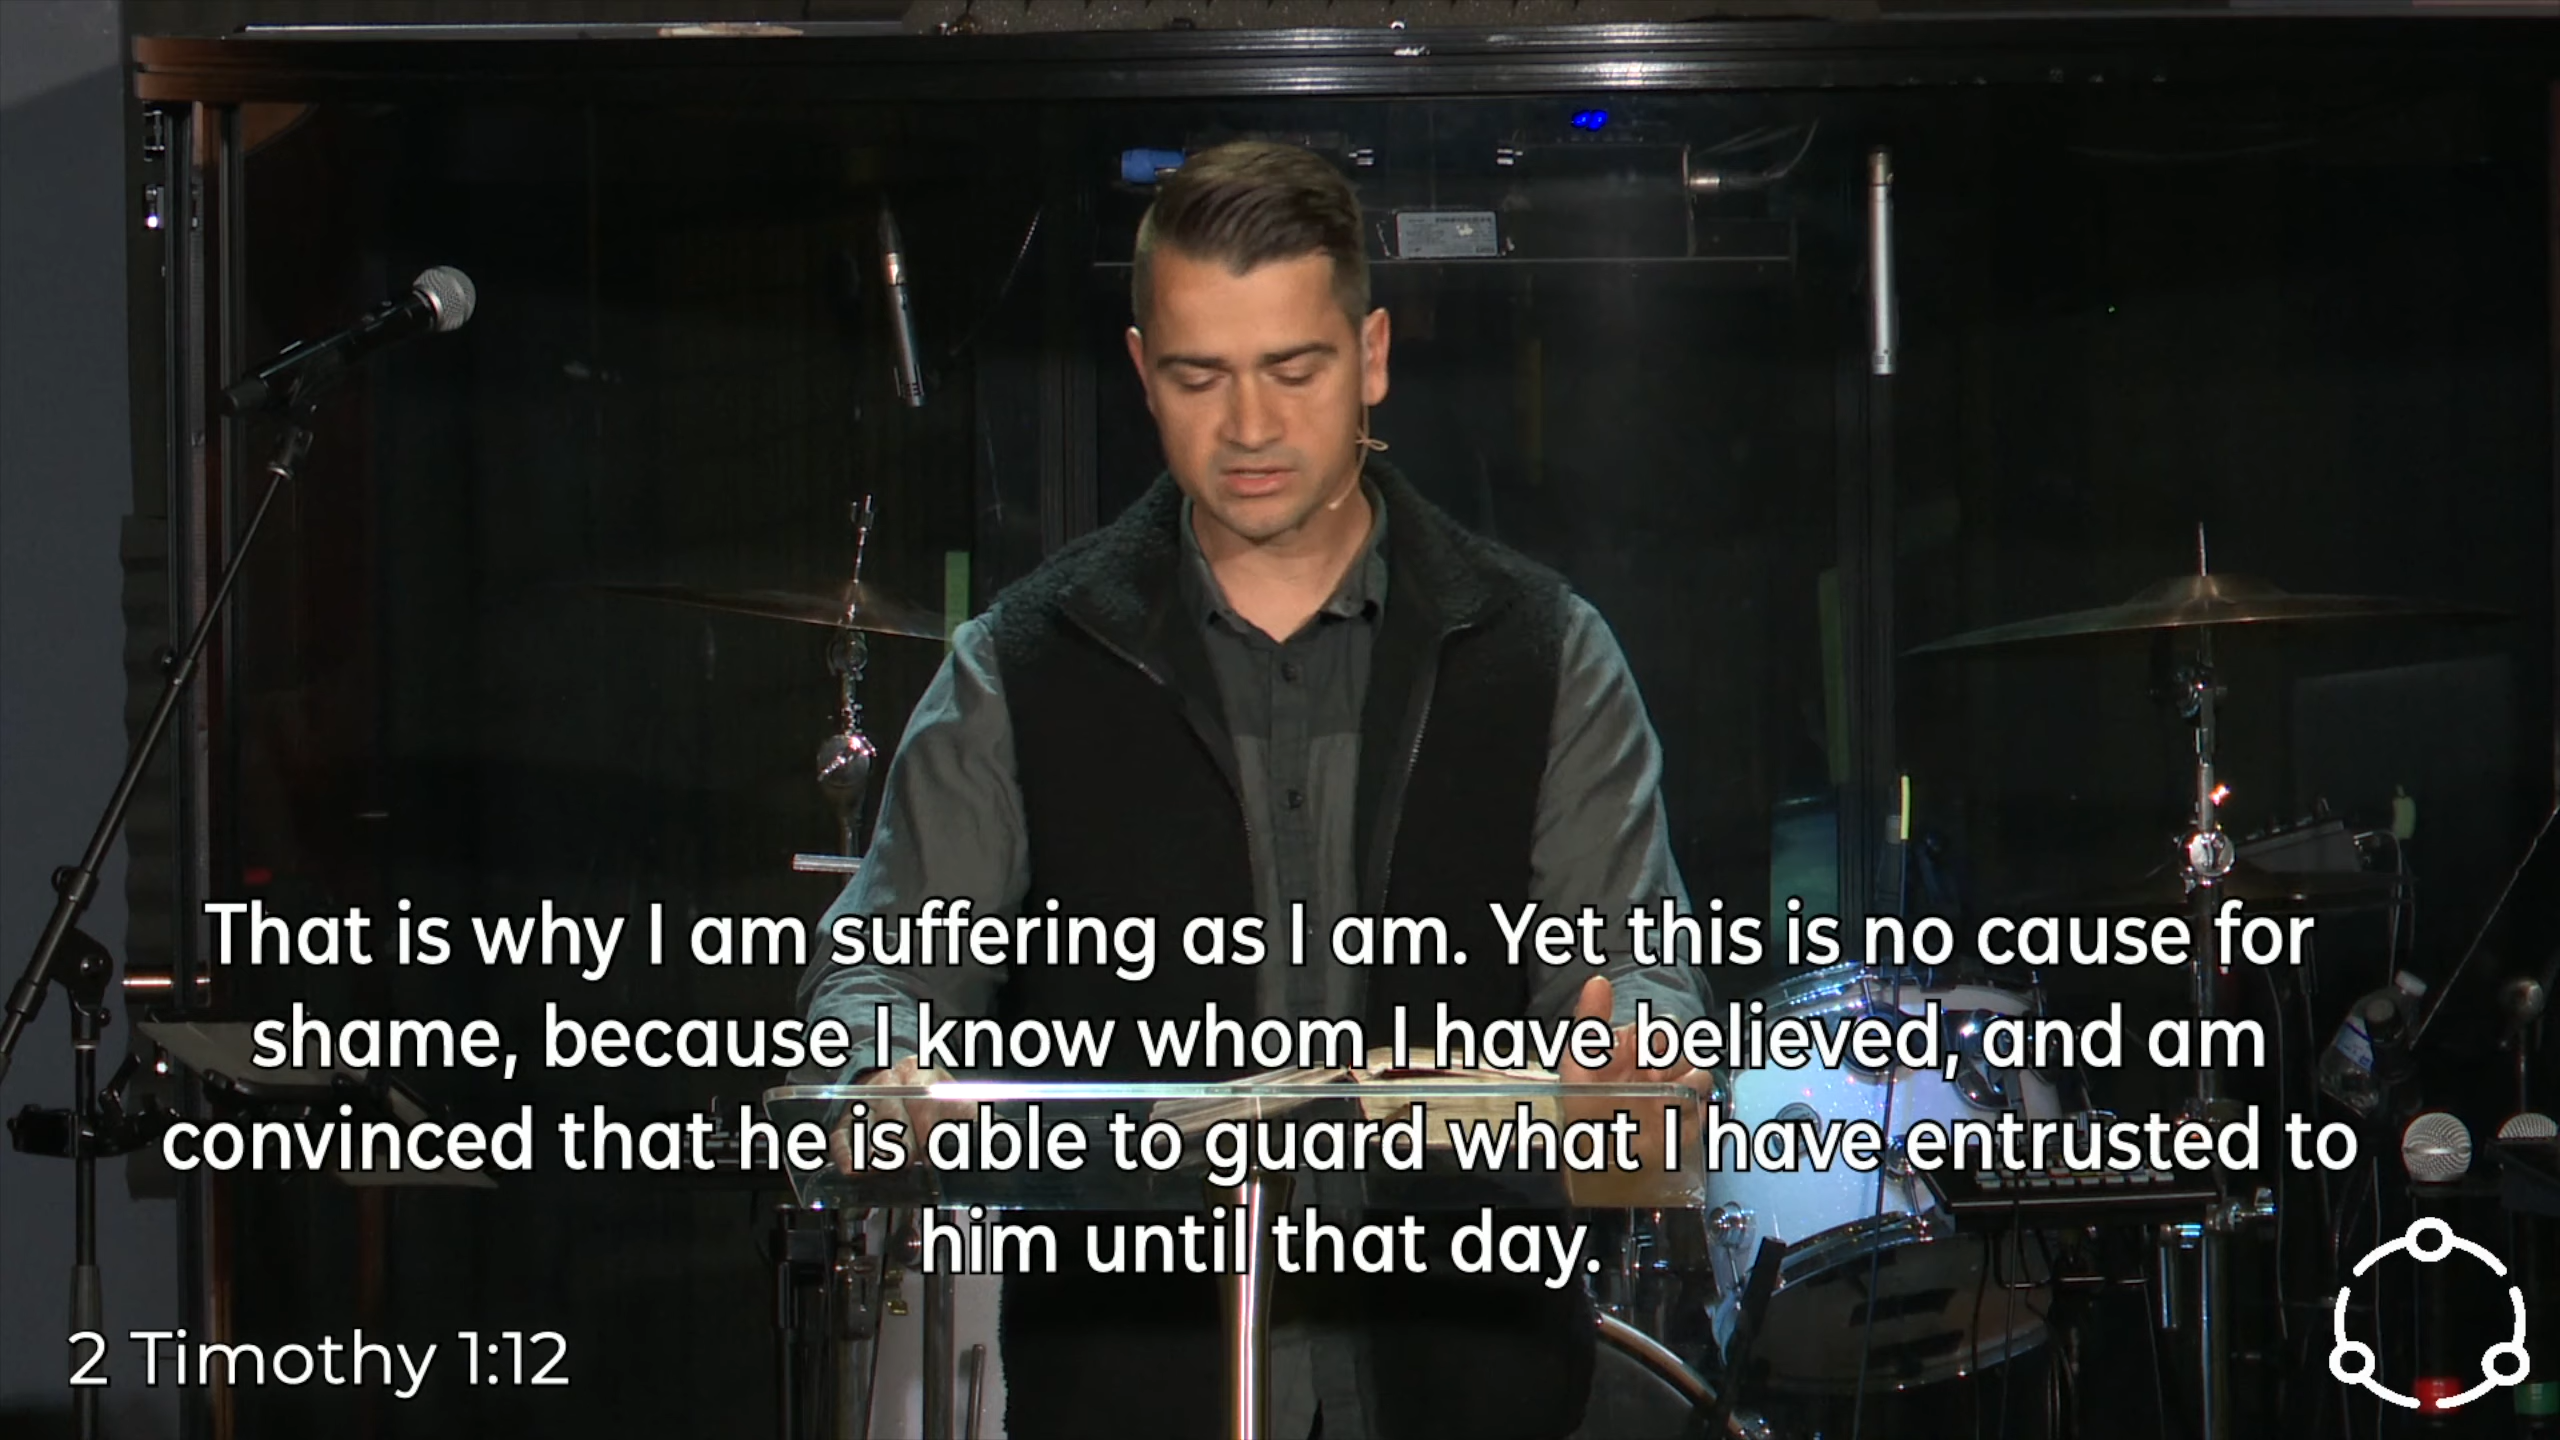 That is why I am suffering as I am. Yet this is no cause for
shame, because I know whom I have believed, and am
convinced that he is able to guard what I have entrusted to
him until that day.
2 Timothy 1:12